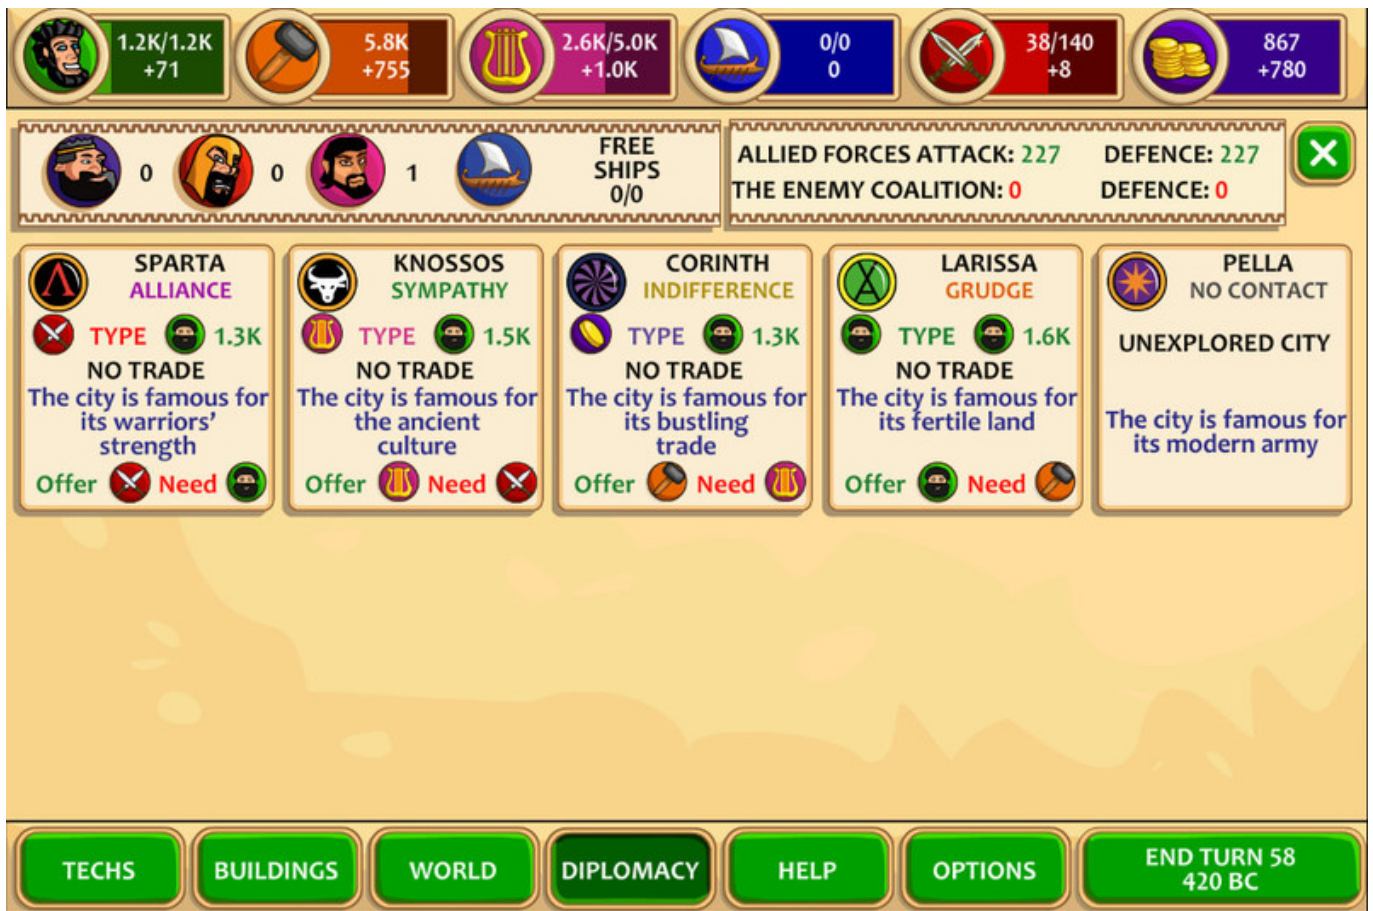 1.2K/1.2K
+71
5.8K
+755
2.6K/5.0K
+1.0K
0/0
0
38/140
+8
867
+780
0
0
1
FREE
SHIPS
0/0
ALLIED FORCES ATTACK: 227 DEFENCE: 227
THE ENEMY COALITION: 0 DEFENCE: 0
SPARTA
ALLIANCE
TYPE 1.3K
NO TRADE
The city is famous for
its warriors'
strength
Offer Need
KNOSSOS
SYMPATHY
TYPE 1.5K
NO TRADE
The city is famous for
the ancient
culture
Offer Need
CORINTH
INDIFFERENCE
TYPE 1.3K
NO TRADE
The city is famous for
its bustling
trade
Offer Need
LARISSA
GRUDGE
TYPE 1.6K
NO TRADE
The city is famous for
its fertile land
Offer Need
PELLA
NO CONTACT
UNEXPLORED CITY
The city is famous for
its modern army
TECHS
BUILDINGS
WORLD
DIPLOMACY
HELP
OPTIONS
END TURN 58
420 BC